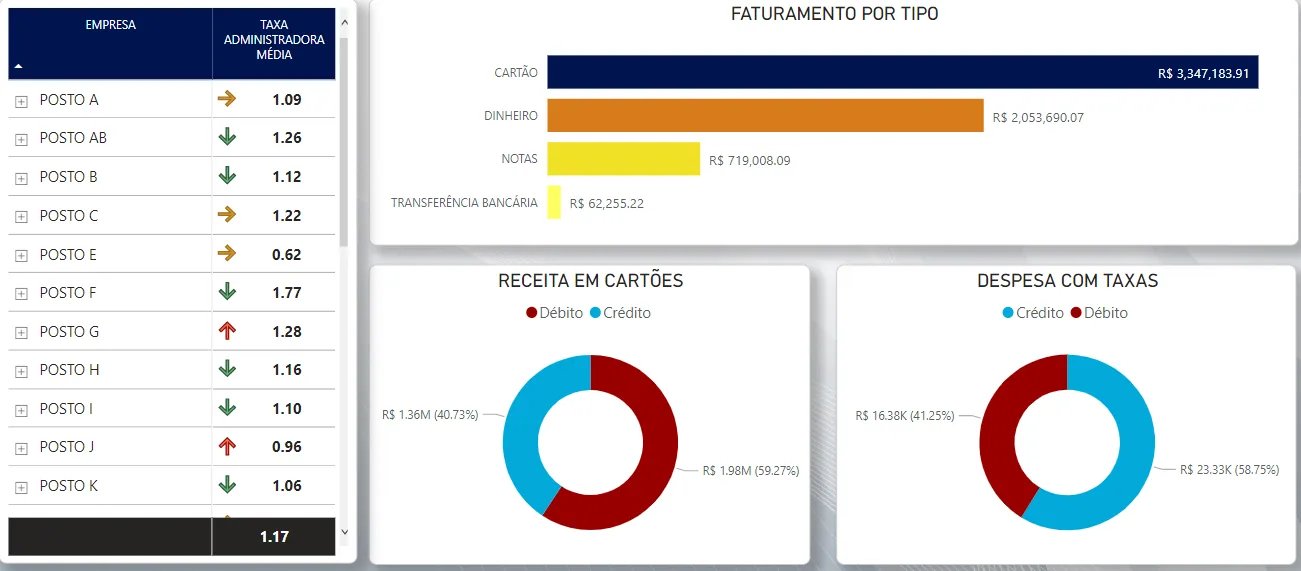 EMPRESA
TAXA
ADMINISTRADORA
MÉDIA
POSTO A 1.09
POSTO AB 1.26
POSTO B 1.12
POSTO C 1.22
POSTO E 0.62
POSTO F 1.77
POSTO G 1.28
POSTO H 1.16
POSTO I 1.10
POSTO J 0.96
POSTO K 1.06
1.17
FATURAMENTO POR TIPO
CARTÃO R$ 3,347,183.91
DINHEIRO R$ 2,053,690.07
NOTAS R$ 719,008.09
TRANSFERÊNCIA BANCÁRIA R$ 62,255.22
RECEITA EM CARTÕES
Débito Crédito
R$ 1.36M (40.73%)
R$ 1.98M (59.27%)
DESPESA COM TAXAS
Crédito Débito
R$ 16.38K (41.25%)
R$ 23.33K (58.75%)